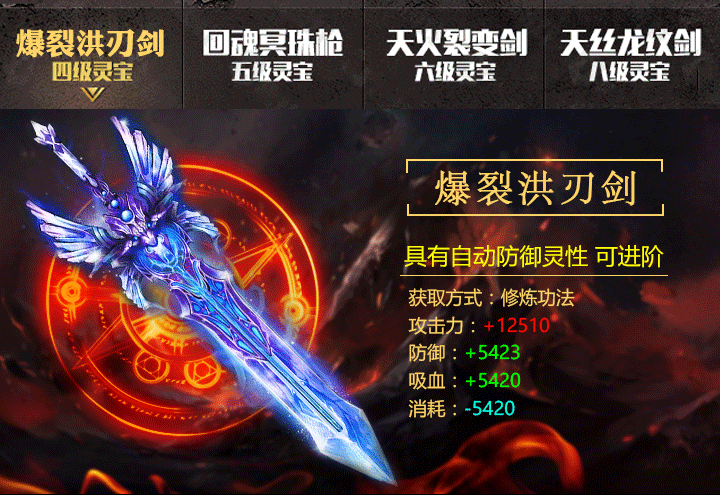 爆裂洪刃剑
四级灵宝
回魂冥珠枪
五级灵宝
天火裂变剑
六级灵宝
天丝龙纹剑
八级灵宝
爆裂洪刃剑
具有自动防御灵性 可进阶
获取方式：修炼功法
攻击力：+12510
防御：+5423
吸血：+5420
消耗：-5420